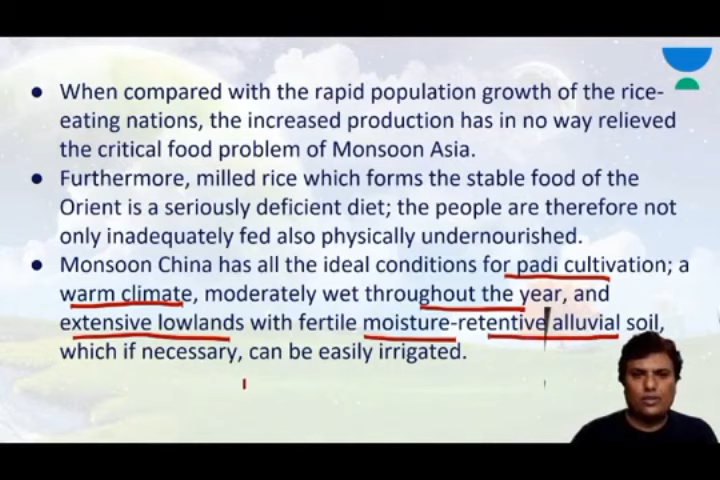 ● When compared with the rapid population growth of the rice-
eating nations, the increased production has in no way relieved
the critical food problem of Monsoon Asia.
● Furthermore, milled rice which forms the stable food of the
Orient is a seriously deficient diet; the people are therefore not
only inadequately fed also physically undernourished.
● Monsoon China has all the ideal conditions for padi cultivation; a
warm climate, moderately wet throughout the year, and
extensive lowlands with fertile moisture-retentive alluvial soil,
which if necessary, can be easily irrigated.